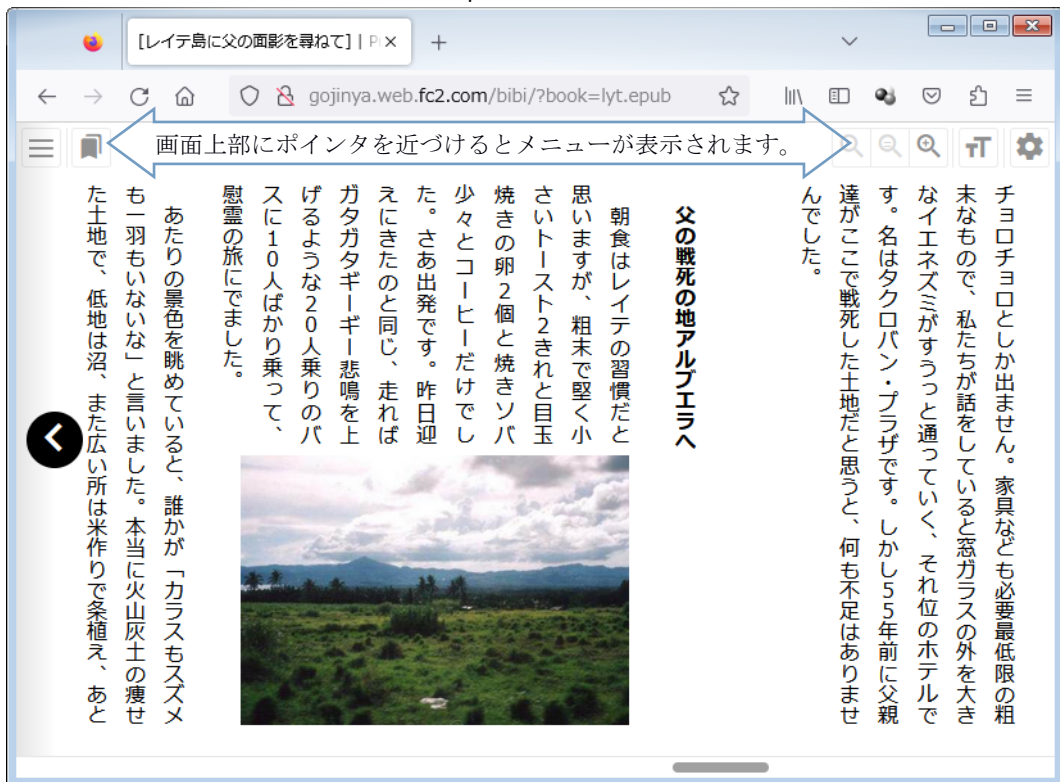 [レイテ島に父の面影を尋ねて] | P
gojinya.web.fc2.com/bibi/?book=lyt.epub
画面上部にポインタを近づけるとメニューが表示されます。
チョロチョロとしか出ません。家具なども必要最低限の粗
末なもので、私たちが話をしていると窓ガラスの外を大き
なイエネズミがすうっと通っていく、それ位のホテルで
す。名はタクロバン・プラザです。しかし55年前に父親
達がここで戦死した土地だと思うと、何も不足はありませ
んでした。
父の戦死の地アルブエラへ
朝食はレイテの習慣だと
思いますが、粗末で堅く小
さいトースト2きれと目玉
焼きの卵2個と焼きソバ
少々とコーヒーだけでし
た。さあ出発です。昨日迎
えにきたのと同じ、走れば
ガタガタギーギー悲鳴を上
げるような20人乗りのバ
スに10人ばかり乗って、
慰霊の旅にでました。
あたりの景色を眺めていると、誰かが「カラスもスズメ
も一羽もいないな」と言いました。本当に火山灰土の痩せ
た土地で、低地は沼、また広い所は米作りで条植え、あと